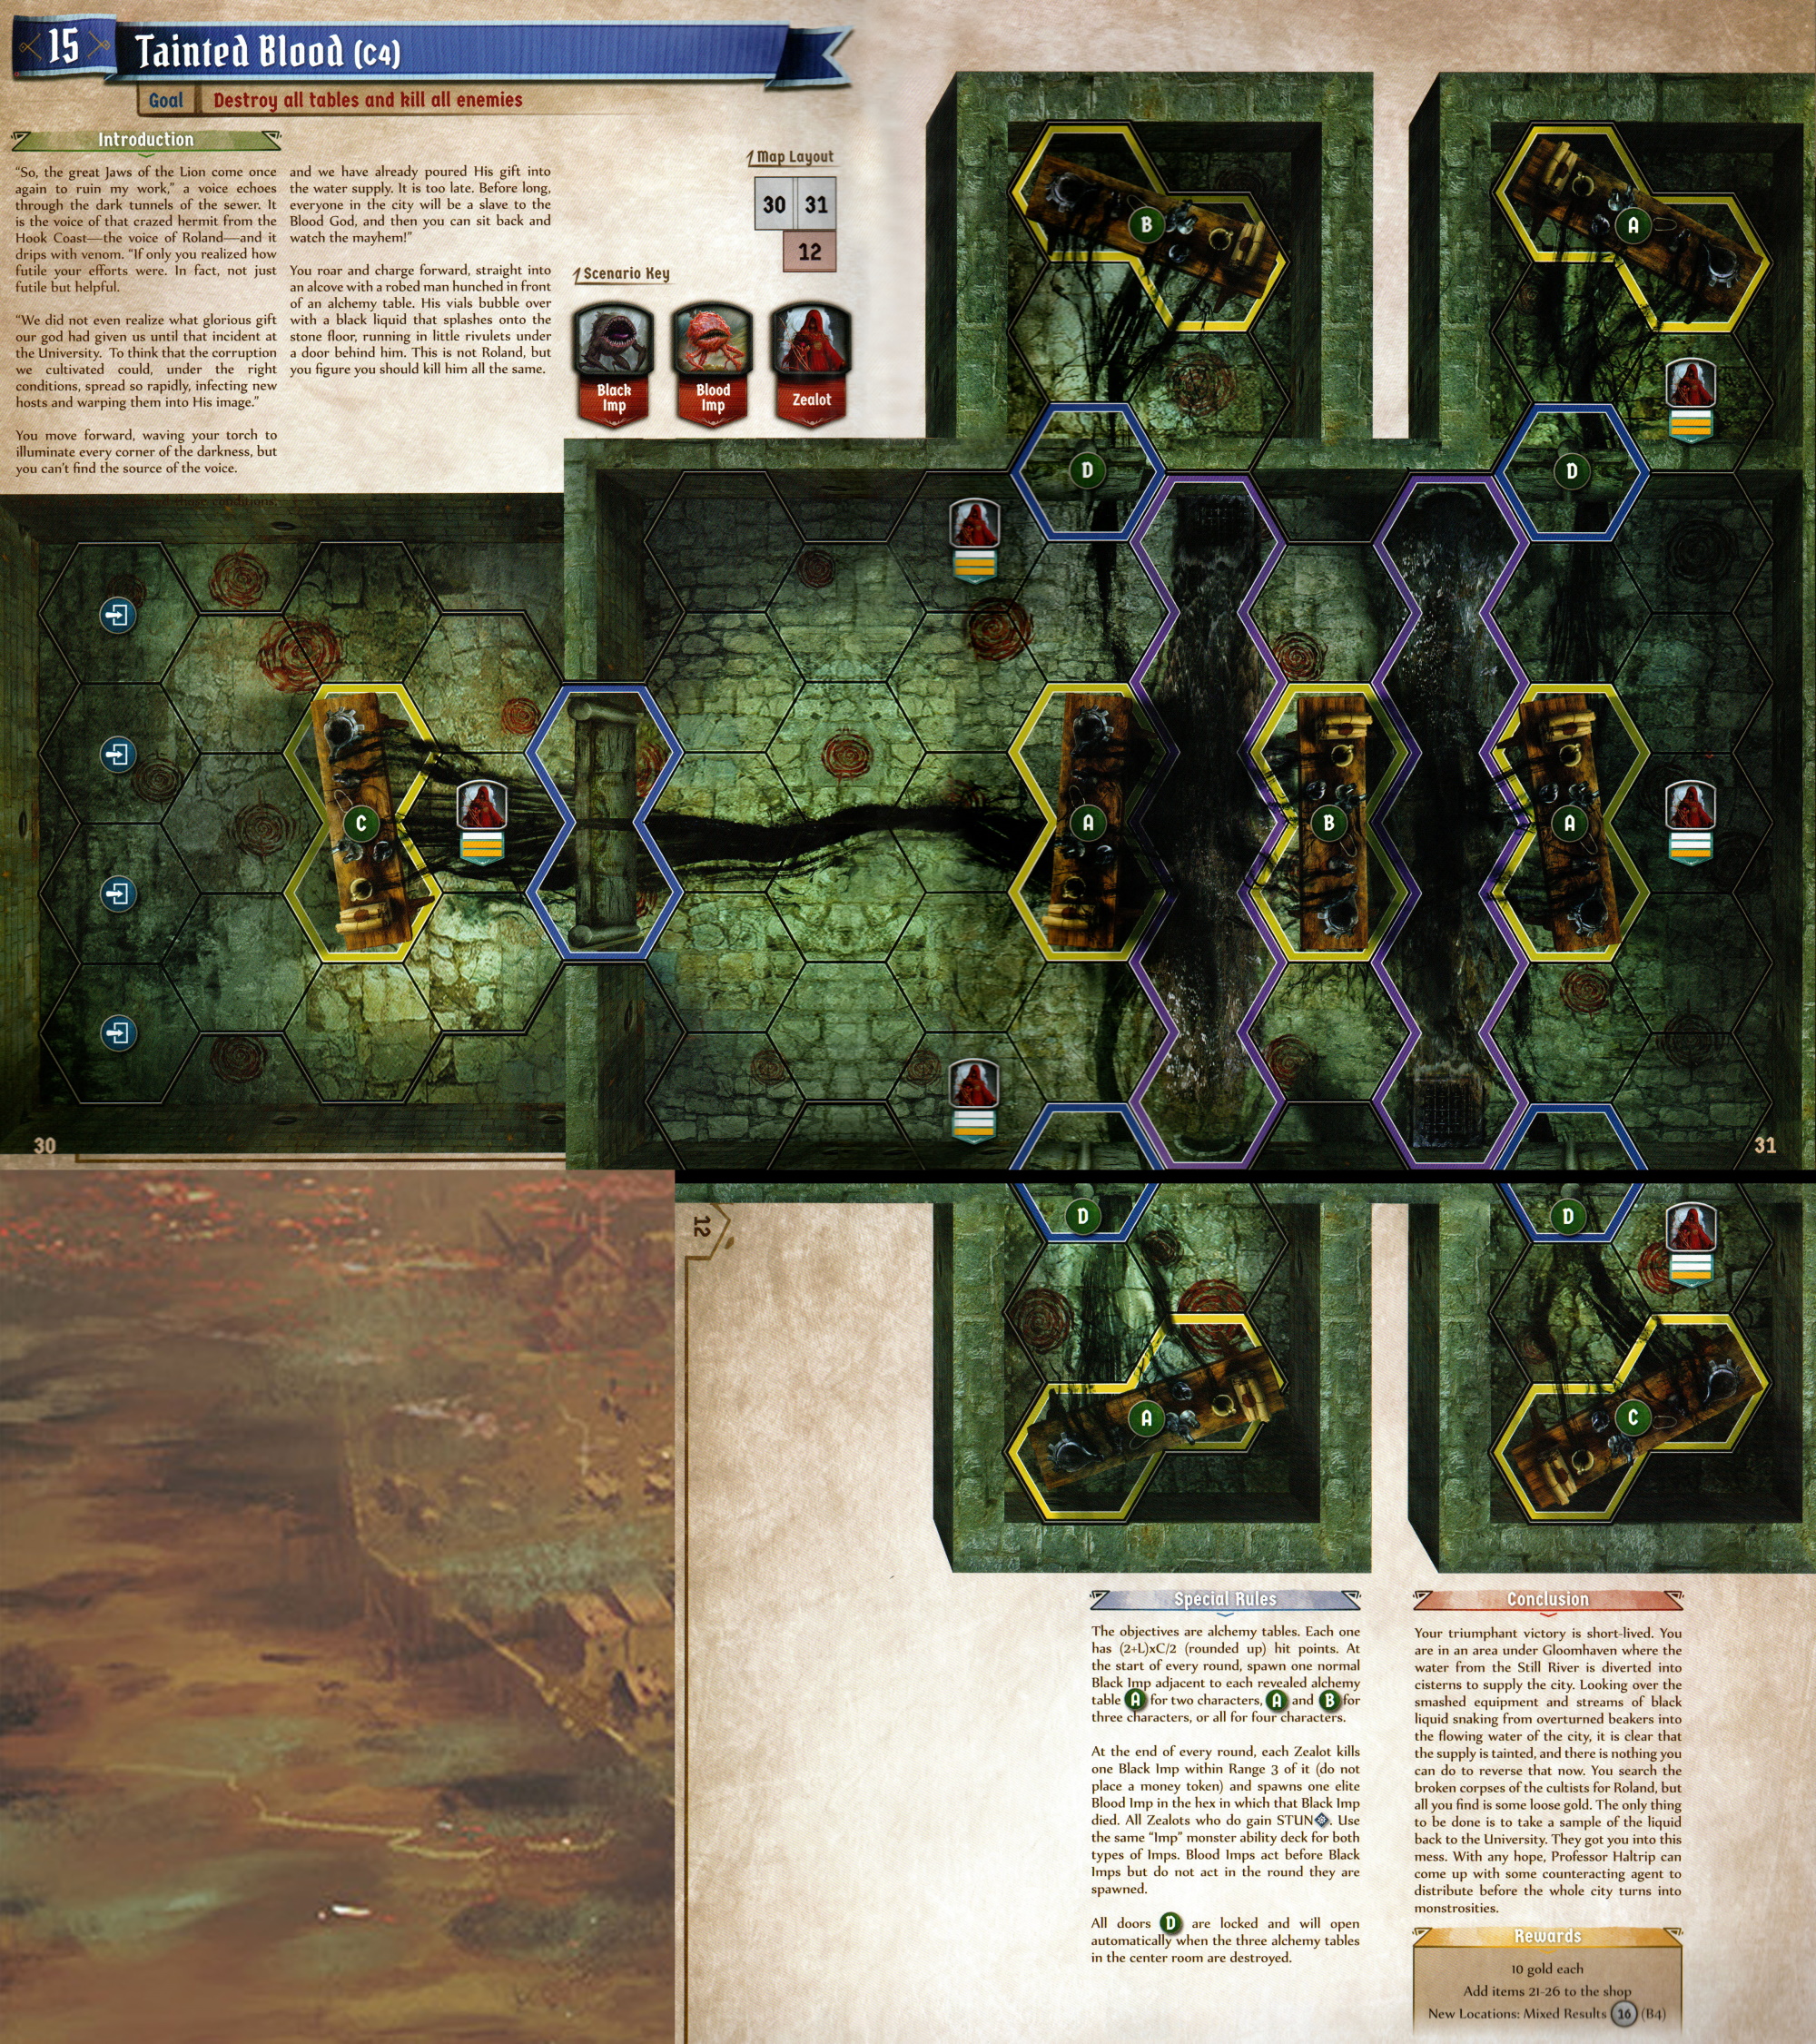 15
Tainted Blood (C4)
Goal
Destroy all tables and kill all enemies
Introduction
“So, the great Jaws of the Lion come once
again to ruin my work,” a voice echoes
through the dark tunnels of the sewer. It
is the voice of that crazed hermit from the
Hook Coast—the voice of Roland—and it
drips with venom. “If only you realized how
futile your efforts were. In fact, not just
futile but helpful.
“We did not even realize what glorious gift
our god had given us until that incident at
the University. To think that the corruption
we cultivated could, under the right
conditions, spread so rapidly, infecting new
hosts and warping them into His image.”
You move forward, waving your torch to
illuminate every corner of the darkness, but
you can’t find the source of the voice.
and we have already poured His gift into
the water supply. It is too late. Before long,
everyone in the city will be a slave to the
Blood God, and then you can sit back and
watch the mayhem!”
You roar and charge forward, straight into
an alcove with a robed man hunched in front
of an alchemy table. His vials bubble over
with a black liquid that splashes onto the
stone floor, running in little rivulets under
a door behind him. This is not Roland, but
you figure you should kill him all the same.
Map Layout
30 31
12
Scenario Key
Black
Imp
Blood
Imp
Zealot
B
A
D
D
C
A
B
A
30
31
12
D
D
A
C
Special Rules
The objectives are alchemy tables. Each one
has (2+L)xC/2 (rounded up) hit points. At
the start of every round, spawn one normal
Black Imp adjacent to each revealed alchemy
table A for two characters, A and B for
three characters, or all for four characters.
At the end of every round, each Zealot kills
one Black Imp within Range 3 of it (do not
place a money token) and spawns one elite
Blood Imp in the hex in which that Black Imp
died. All Zealots who do gain STUN. Use
the same “Imp” monster ability deck for both
types of Imps. Blood Imps act before Black
Imps but do not act in the round they are
spawned.
All doors D are locked and will open
automatically when the three alchemy tables
in the center room are destroyed.
Conclusion
Your triumphant victory is short-lived. You
are in an area under Gloomhaven where the
water from the Still River is diverted into
cisterns to supply the city. Looking over the
smashed equipment and streams of black
liquid snaking from overturned beakers into
the flowing water of the city, it is clear that
the supply is tainted, and there is nothing you
can do to reverse that now. You search the
broken corpses of the cultists for Roland, but
all you find is some loose gold. The only thing
to be done is to take a sample of the liquid
back to the University. They got you into this
mess. With any hope, Professor Haltrip can
come up with some counteracting agent to
distribute before the whole city turns into
monstrosities.
Rewards
10 gold each
Add items 21-26 to the shop
New Locations: Mixed Results 16 (B4)